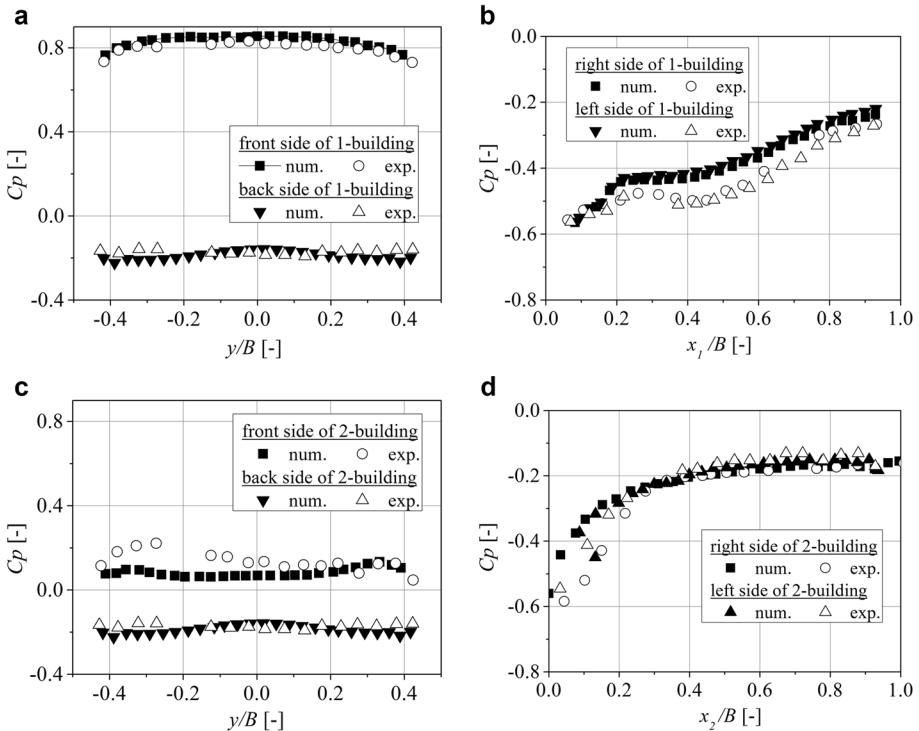 a
0.8
0.4
0.0
-0.4
Cp [-]
front side of 1-building
num. exp.
back side of 1-building
num. exp.
-0.4 -0.2 0.0 0.2 0.4
y/B [-]
b
0.0
-0.2
-0.4
-0.6
-0.8
Cp [-]
right side of 1-building
num. exp.
left side of 1-building
num. exp.
0.0 0.2 0.4 0.6 0.8 1.0
x1/B [-]
c
0.8
0.4
0.0
-0.4
Cp [-]
front side of 2-building
num. exp.
back side of 2-building
num. exp.
-0.4 -0.2 0.0 0.2 0.4
y/B [-]
d
0.0
-0.2
-0.4
-0.6
-0.8
Cp [-]
right side of 2-building
num. exp.
left side of 2-building
num. exp.
0.0 0.2 0.4 0.6 0.8 1.0
x2/B [-]